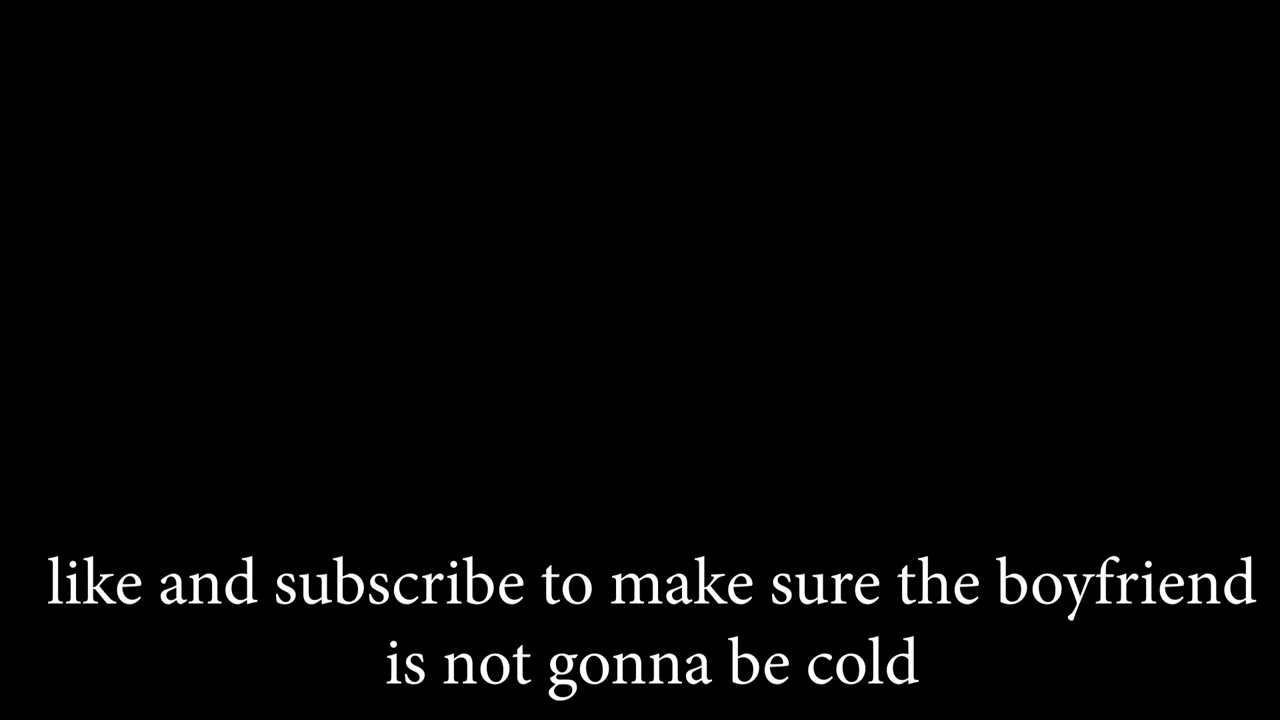 like and subscribe to make sure the boyfriend
is not gonna be cold